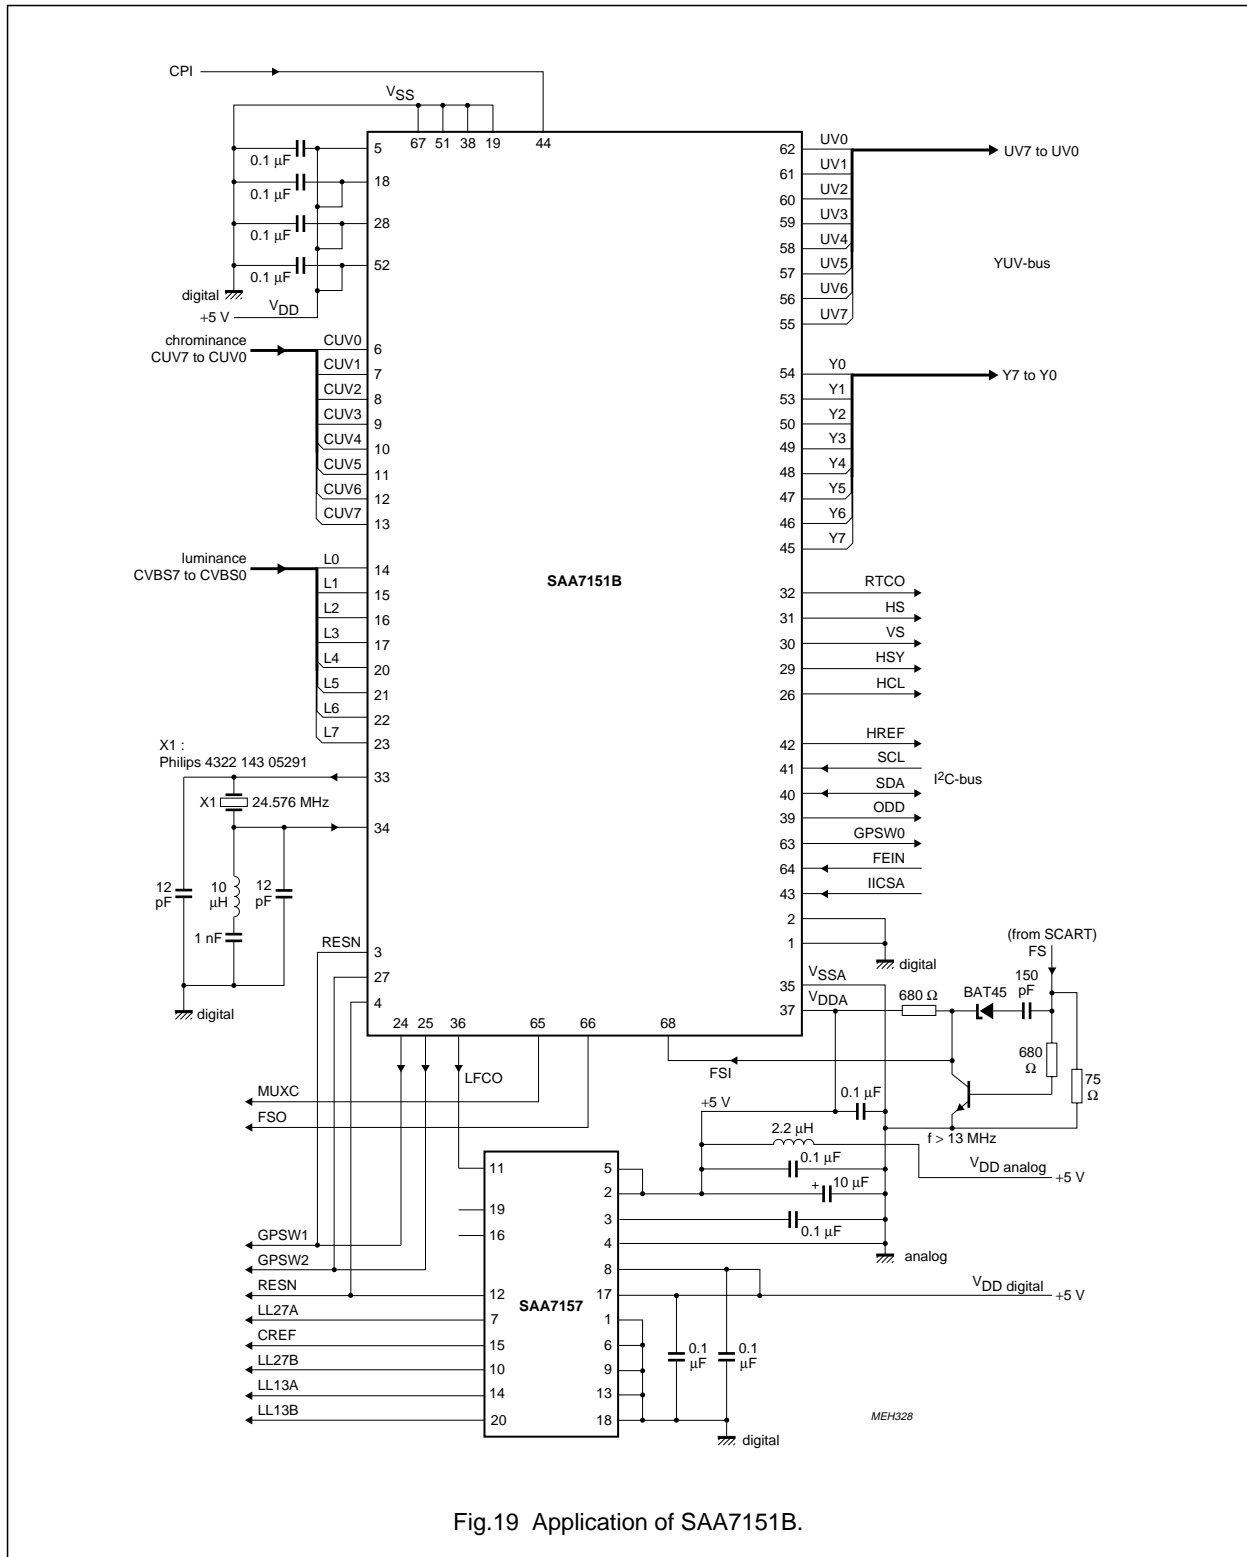 CPI
VSS
67 51 38 19 44
0.1 μF
5
0.1 μF
18
0.1 μF
28
0.1 μF
52
digital
VDD
+5 V
chrominance
CUV7 to CUV0
CUV0 6
CUV1 7
CUV2 8
CUV3 9
CUV4 10
CUV5 11
CUV6 12
CUV7 13
luminance
CVBS7 to CVBS0
L0 14
L1 15
L2 16
L3 17
L4 20
L5 21
L6 22
L7 23
X1 :
Philips 4322 143 05291
33
X1 24.576 MHz
34
12 pF
10 μH
12 pF
1 nF
digital
RESN 3
27
4
SAA7151B
62 UV0
61 UV1
60 UV2
59 UV3
58 UV4
57 UV5
56 UV6
55 UV7
UV7 to UV0
YUV-bus
54 Y0
53 Y1
50 Y2
49 Y3
48 Y4
47 Y5
46 Y6
45 Y7
Y7 to Y0
32 RTCO
31 HS
30 VS
29 HSY
26 HCL
42 HREF
41 SCL
40 SDA
I2C-bus
39 ODD
63 GPSW0
64 FEIN
43 IICSA
2
1
digital
35 VSSA
37 VDDA
680 Ω
BAT45
150 pF
(from SCART)
FS
680 Ω
75 Ω
24 25 36 65 66 68
LFCO
FSI
MUXC
FSO
+5 V
0.1 μF
f > 13 MHz
2.2 μH
0.1 μF
VDD analog
+5 V
+ 10 μF
0.1 μF
analog
11
19
16
GPSW1
GPSW2
RESN 12
LL27A 7
CREF 15
LL27B 10
LL13A 14
LL13B 20
SAA7157
5
2
3
4
8
17
1
6
9
13
18
VDD digital
+5 V
0.1 μF
0.1 μF
digital
MEH328
Fig.19 Application of SAA7151B.